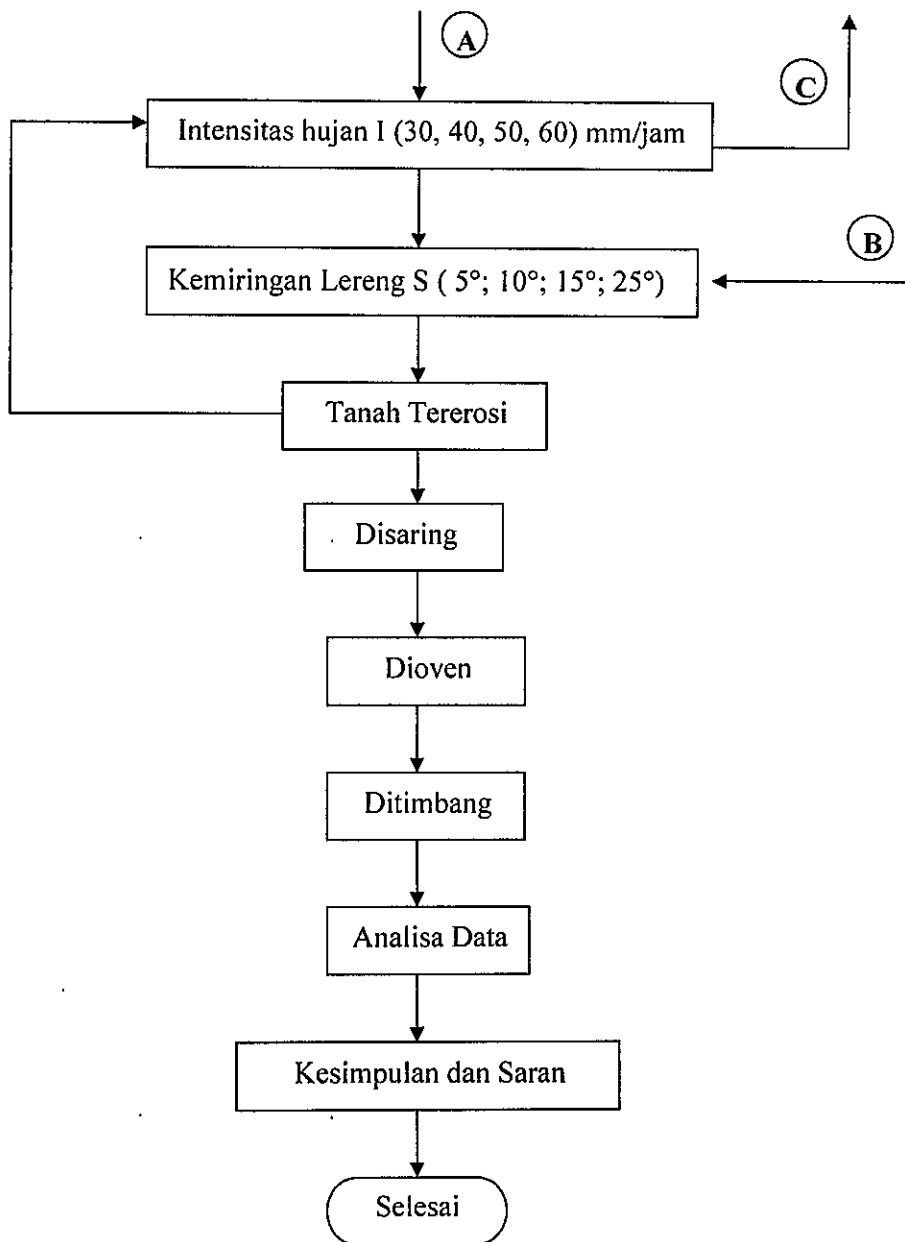 A
C
Intensitas hujan I (30, 40, 50, 60) mm/jam
B
Kemiringan Lereng S ( 5°; 10°; 15°; 25°)
Tanah Tererosi
Disaring
Dioven
Ditimbang
Analisa Data
Kesimpulan dan Saran
Selesai